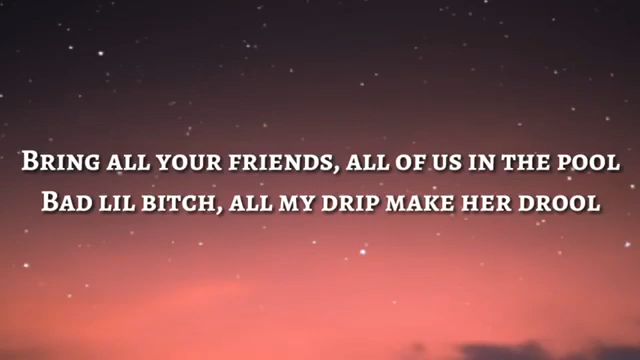 Bring all your friends, all of us in the pool
Bad lil bitch, all my drip make her drool